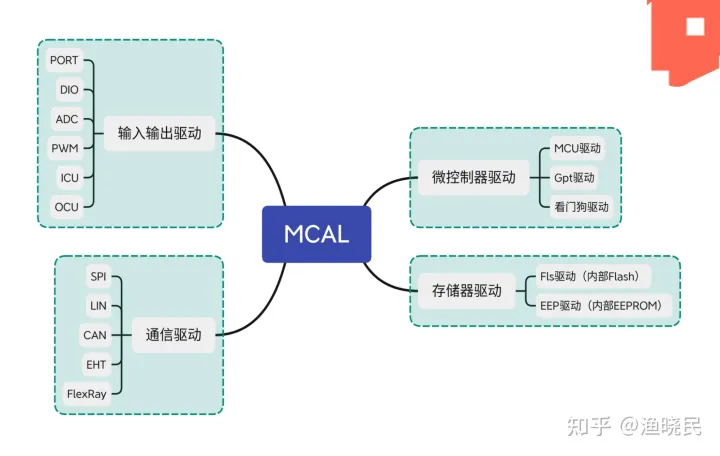 PORT
DIO
ADC
PWM
ICU
OCU
输入输出驱动
SPI
LIN
CAN
EHT
FlexRay
通信驱动
MCAL
微控制器驱动
MCU驱动
Gpt驱动
看门狗驱动
存储器驱动
Fls驱动（内部Flash）
EEP驱动（内部EEPROM）
知乎 @渔晓民